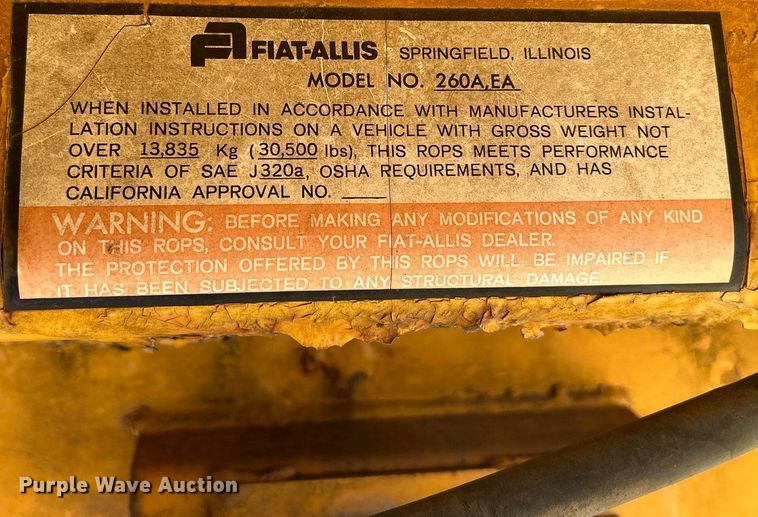 FIAT-ALLIS SPRINGFIELD, ILLINOIS
MODEL NO. 260A,EA
WHEN INSTALLED IN ACCORDANCE WITH MANUFACTURERS INSTAL-
LATION INSTRUCTIONS ON A VEHICLE WITH GROSS WEIGHT NOT
OVER 13,835 Kg (30,500 lbs), THIS ROPS MEETS PERFORMANCE
CRITERIA OF SAE J320a, OSHA REQUIREMENTS, AND HAS
CALIFORNIA APPROVAL NO. ____
WARNING: BEFORE MAKING ANY MODIFICATIONS OF ANY KIND
ON THIS ROPS, CONSULT YOUR FIAT-ALLIS DEALER.
THE PROTECTION OFFERED BY THIS ROPS WILL BE IMPAIRED IF
IT HAS BEEN SUBJECTED TO ANY STRUCTURAL DAMAGE
Purple Wave Auction